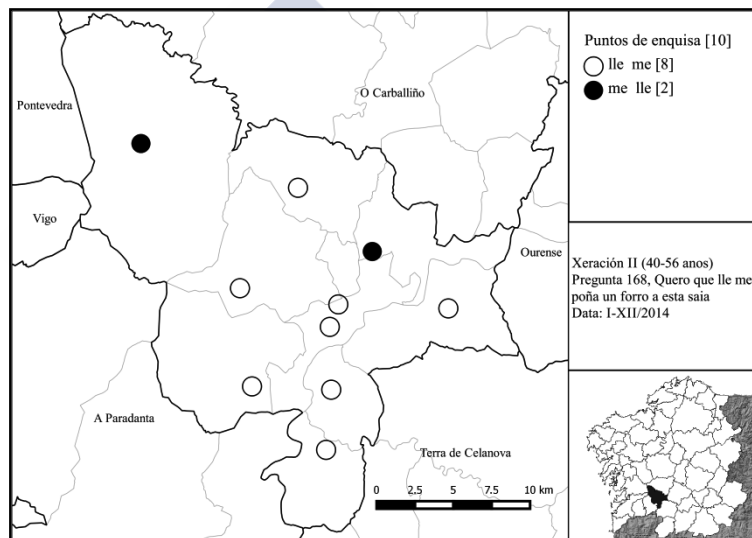 Puntos de enquisa [10]
lle me [8]
me lle [2]
O Carballiño
Pontevedra
Vigo
Ourense
Xeración II (40-56 anos)
Pregunta 168, Quero que lle me
poña un forro a esta saia
Data: I-XII/2014
A Paradanta
Terra de Celanova
0 2,5 5 7.5 10 km